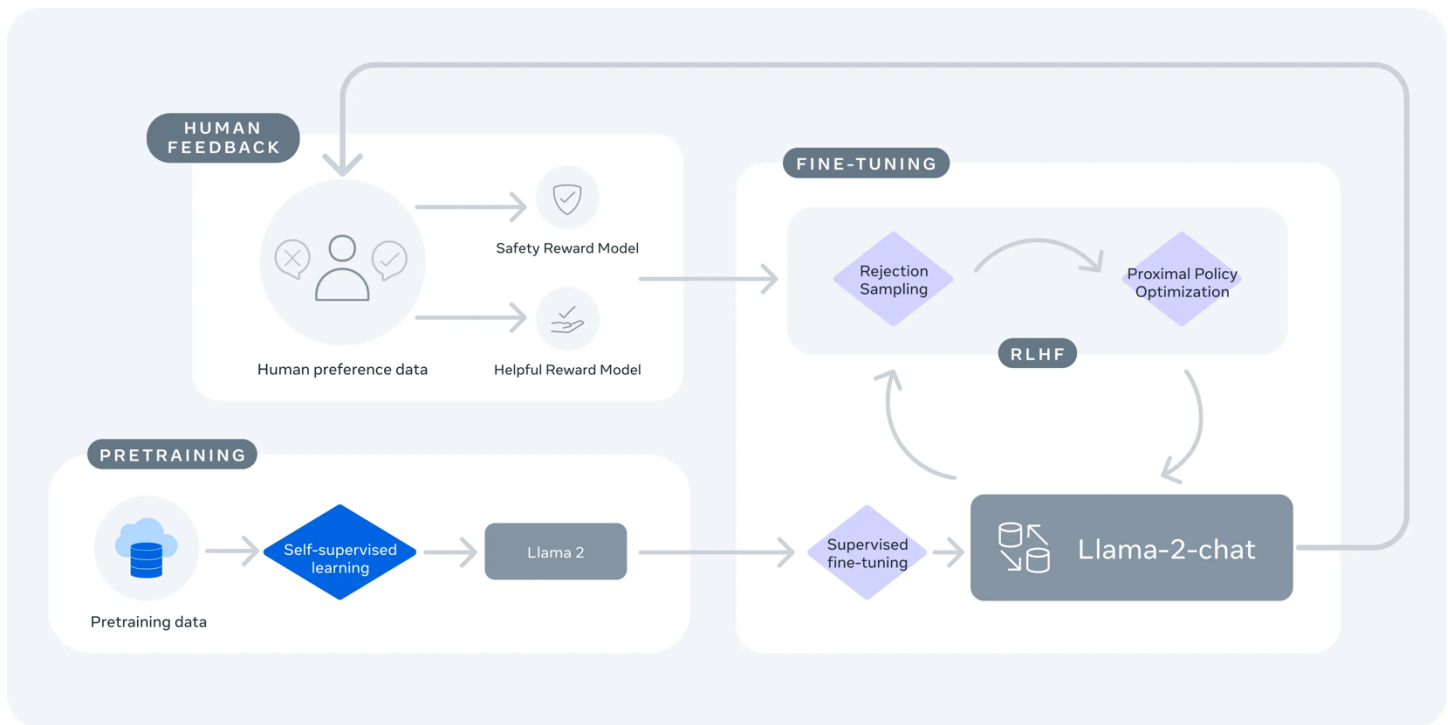 HUMAN
FEEDBACK
Safety Reward Model
Human preference data
Helpful Reward Model
FINE-TUNING
Rejection
Sampling
Proximal Policy
Optimization
RLHF
PRETRAINING
Pretraining data
Self-supervised
learning
Llama 2
Supervised
fine-tuning
Llama-2-chat